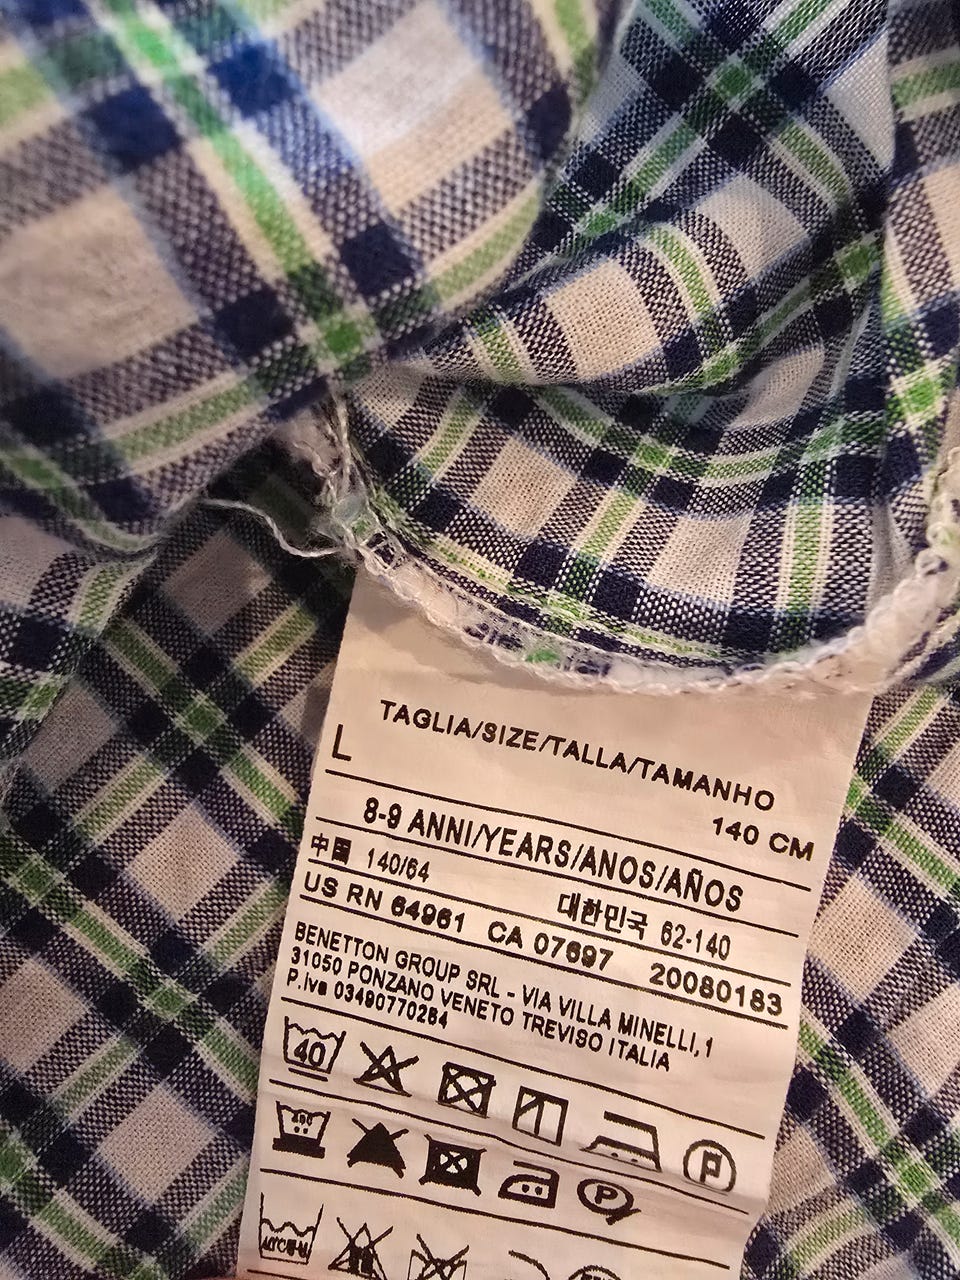 TAGLIA/SIZE/TALLA/TAMANHO
L 140 CM
8-9 ANNI/YEARS/ANOS/AÑOS
中国 140/64 대한민국 62-140
US RN 64961 CA 07697 20080183
BENETTON GROUP SRL - VIA VILLA MINELLI,1
31050 PONZANO VENETO TREVISO ITALIA
P.Iva 03490770264
40 P
P